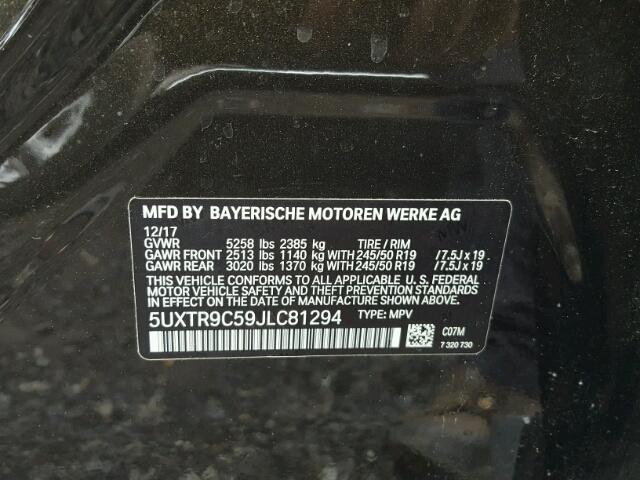 MFD BY BAYERISCHE MOTOREN WERKE AG
12/17
GVWR 5258 lbs 2385 kg TIRE / RIM
GAWR FRONT 2513 lbs 1140 kg WITH 245/50 R19 / 7.5J x 19
GAWR REAR 3020 lbs 1370 kg WITH 245/50 R19 / 7.5J x 19
THIS VEHICLE CONFORMS TO ALL APPLICABLE U. S. FEDERAL
MOTOR VEHICLE SAFETY STANDARDS IN EFFECT ON THE
DATE OF MANUFACTURE SHOWN ABOVE.
5UXTR9C59JLC81294 TYPE: MPV
C07M
7 320 730